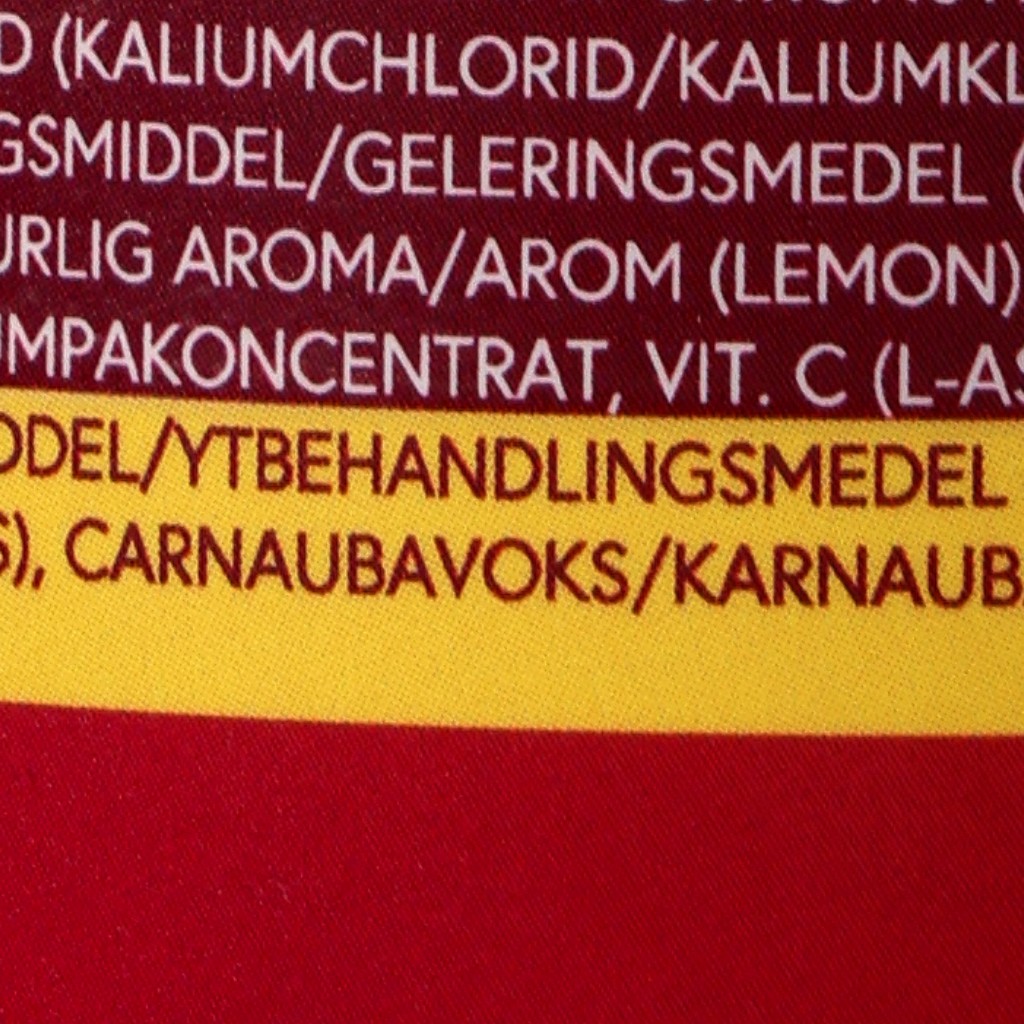 D (KALIUMCHLORID/KALIUMKL
GSMIDDEL/GELERINGSMEDEL (
URLIG AROMA/AROM (LEMON)
UMPAKONCENTRAT, VIT. C (L-AS
DDEL/YTBEHANDLINGSMEDEL
S), CARNAUBAVOKS/KARNAUB